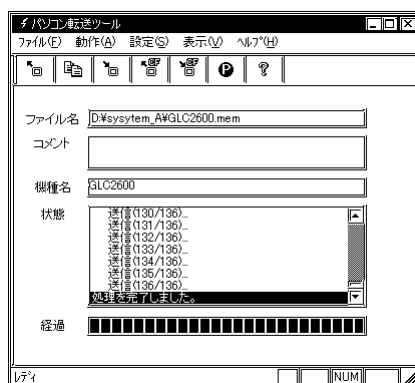 パソコン転送ツール
ファイル(F) 動作(A) 設定(S) 表示(V) ヘルプ(H)
ファイル名 D:¥sysytem_A¥GLC2600.mem
コメント
機種名 GLC2600
状態 送信(130/136)...
送信(131/136)...
送信(132/136)...
送信(133/136)...
送信(134/136)...
送信(135/136)...
送信(136/136)...
処理を完了しました。
経過
レディ NUM